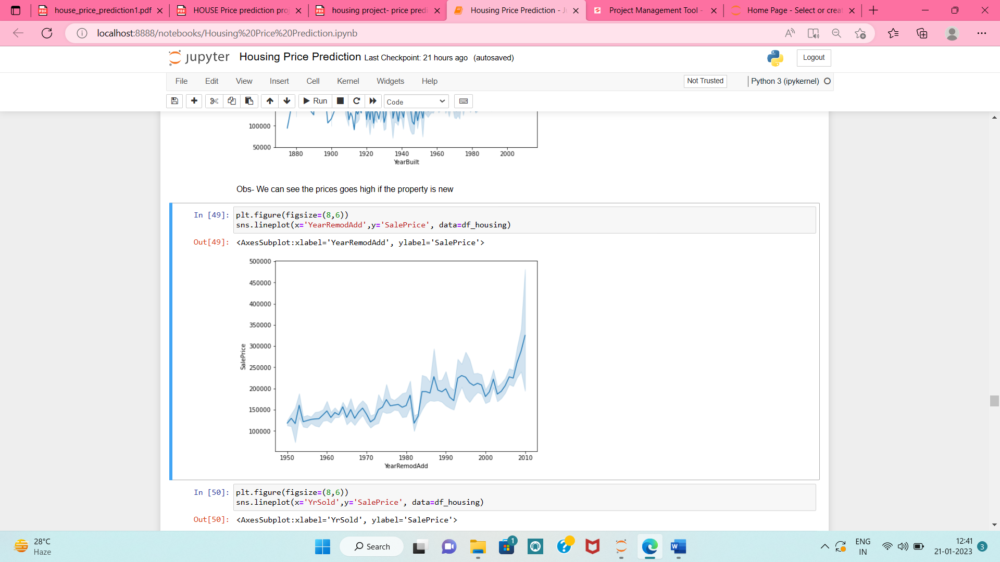 house_price_prediction1.pdf
HOUSE Price prediction pro
housing project- price predi
Housing Price Prediction - Ju
Project Management Tool -
Home Page - Select or creat
localhost:8888/notebooks/Housing%20Price%20Prediction.ipynb
jupyter Housing Price Prediction Last Checkpoint: 21 hours ago (autosaved)
Logout
File Edit View Insert Cell Kernel Widgets Help
Not Trusted
Python 3 (ipykernel)
Run
Code
100000
50000
1880 1900 1920 1940 1960 1980 2000
YearBuilt
Obs- We can see the prices goes high if the property is new
In [49]: plt.figure(figsize=(8,6))
sns.lineplot(x='YearRemodAdd',y='SalePrice', data=df_housing)
Out[49]: <AxesSubplot:xlabel='YearRemodAdd', ylabel='SalePrice'>
500000
450000
400000
350000
300000
250000
200000
150000
100000
SalePrice
1950 1960 1970 1980 1990 2000 2010
YearRemodAdd
In [50]: plt.figure(figsize=(8,6))
sns.lineplot(x='YrSold',y='SalePrice', data=df_housing)
Out[50]: <AxesSubplot:xlabel='YrSold', ylabel='SalePrice'>
28°C
Haze
Search
1
ENG
IN
12:41
21-01-2023
3